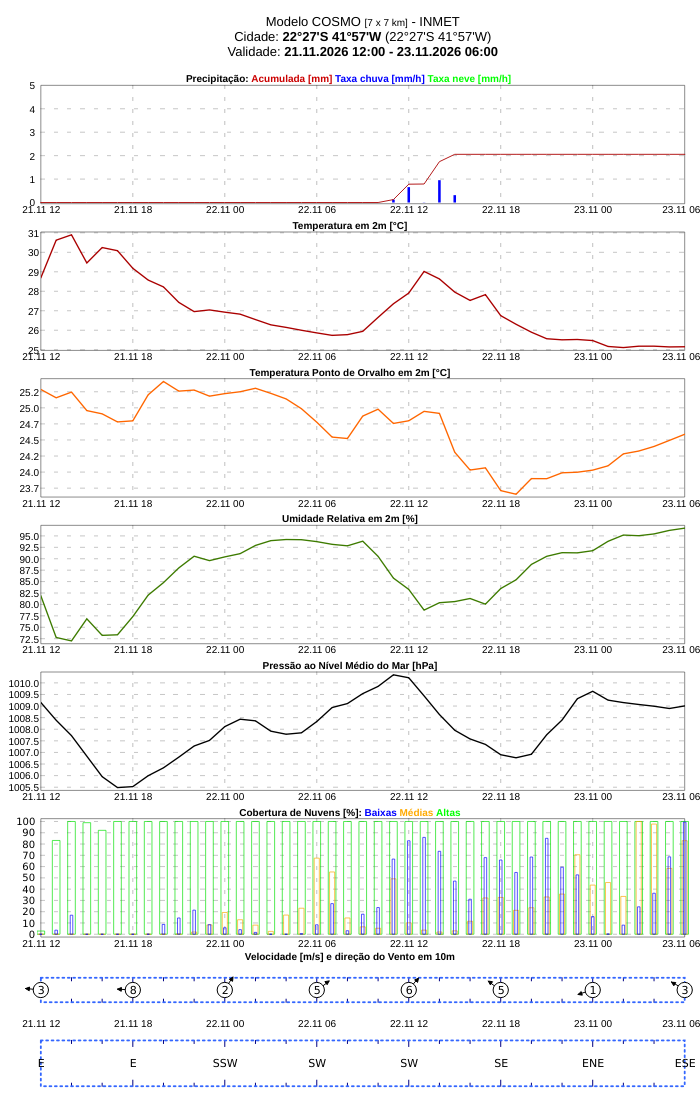 Modelo COSMO [7 x 7 km] - INMET
Cidade: 22°27'S 41°57'W (22°27'S 41°57'W)
Validade: 21.11.2026 12:00 - 23.11.2026 06:00
Precipitação: Acumulada [mm] Taxa chuva [mm/h] Taxa neve [mm/h]
5
4
3
2
1
0
21.11 12 21.11 18 22.11 00 22.11 06 22.11 12 22.11 18 23.11 00 23.11 06
Temperatura em 2m [°C]
31
30
29
28
27
26
25
21.11 12 21.11 18 22.11 00 22.11 06 22.11 12 22.11 18 23.11 00 23.11 06
Temperatura Ponto de Orvalho em 2m [°C]
25.2
25.0
24.7
24.5
24.2
24.0
23.7
21.11 12 21.11 18 22.11 00 22.11 06 22.11 12 22.11 18 23.11 00 23.11 06
Umidade Relativa em 2m [%]
95.0
92.5
90.0
87.5
85.0
82.5
80.0
77.5
75.0
72.5
21.11 12 21.11 18 22.11 00 22.11 06 22.11 12 22.11 18 23.11 00 23.11 06
Pressão ao Nível Médio do Mar [hPa]
1010.0
1009.5
1009.0
1008.5
1008.0
1007.5
1007.0
1006.5
1006.0
1005.5
21.11 12 21.11 18 22.11 00 22.11 06 22.11 12 22.11 18 23.11 00 23.11 06
Cobertura de Nuvens [%]: Baixas Médias Altas
100
90
80
70
60
50
40
30
20
10
0
21.11 12 21.11 18 22.11 00 22.11 06 22.11 12 22.11 18 23.11 00 23.11 06
Velocidade [m/s] e direção do Vento em 10m
3 8 2 5 6 5 1 3
21.11 12 21.11 18 22.11 00 22.11 06 22.11 12 22.11 18 23.11 00 23.11 06
E E SSW SW SW SE ENE ESE